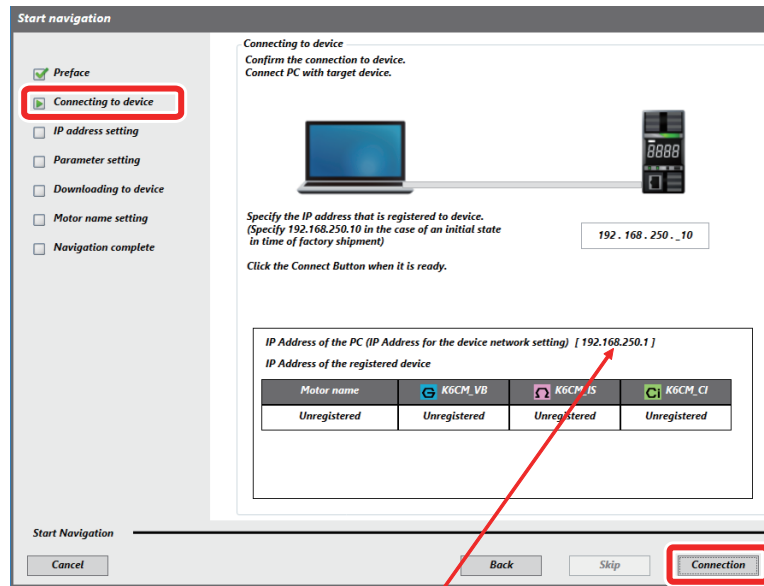 Start navigation
Preface
Connecting to device
IP address setting
Parameter setting
Downloading to device
Motor name setting
Navigation complete
Connecting to device
Confirm the connection to device.
Connect PC with target device.
8888
Specify the IP address that is registered to device.
(Specify 192.168.250.10 in the case of an initial state
in time of factory shipment)
192 . 168 . 250 . _10
Click the Connect Button when it is ready.
IP Address of the PC (IP Address for the device network setting) [ 192.168.250.1 ]
IP Address of the registered device
Motor name G K6CM_VB Ω K6CM_IS Ci K6CM_CI
Unregistered Unregistered Unregistered Unregistered
Start Navigation
Cancel Back Skip Connection